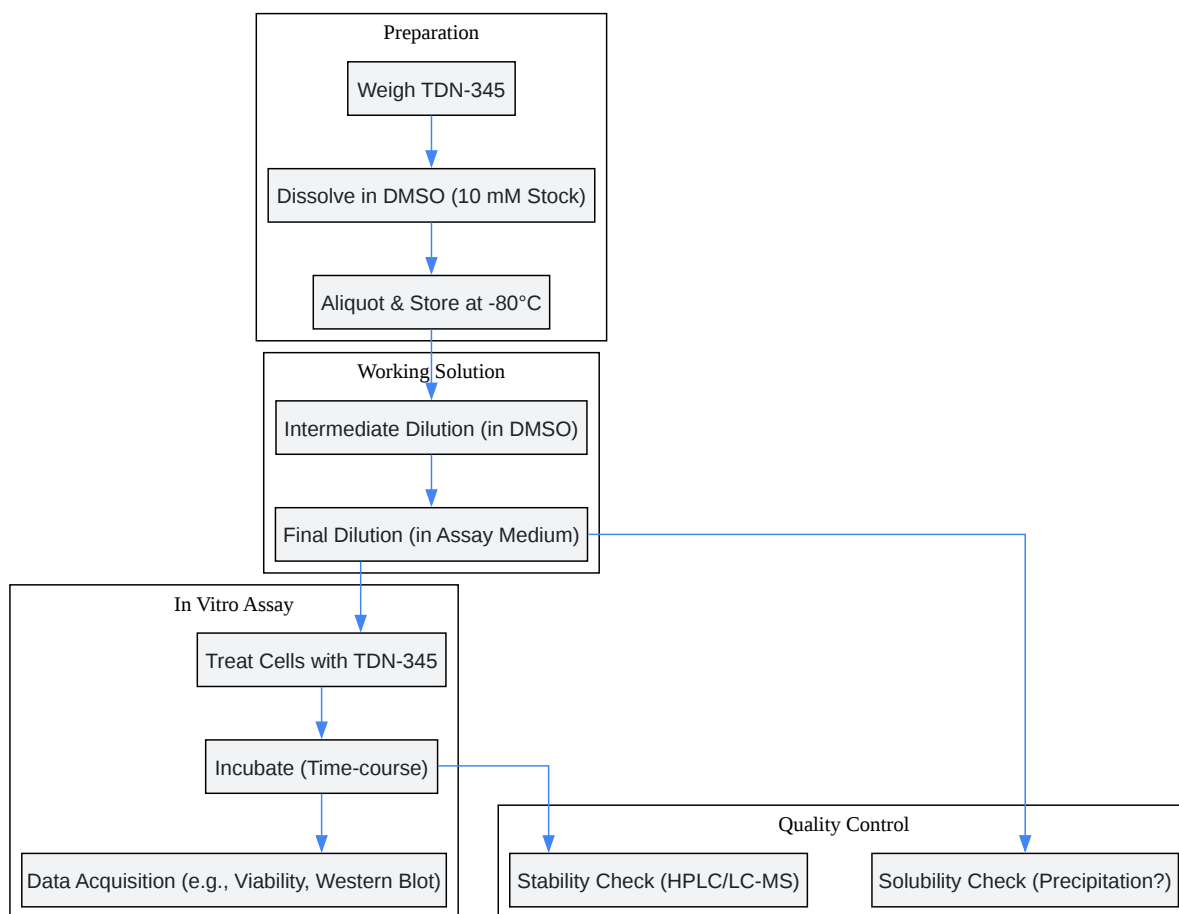 Preparation
Weigh TDN-345
Dissolve in DMSO (10 mM Stock)
Aliquot & Store at -80°C
Working Solution
Intermediate Dilution (in DMSO)
Final Dilution (in Assay Medium)
In Vitro Assay
Treat Cells with TDN-345
Incubate (Time-course)
Data Acquisition (e.g., Viability, Western Blot)
Quality Control
Stability Check (HPLC/LC-MS)
Solubility Check (Precipitation?)